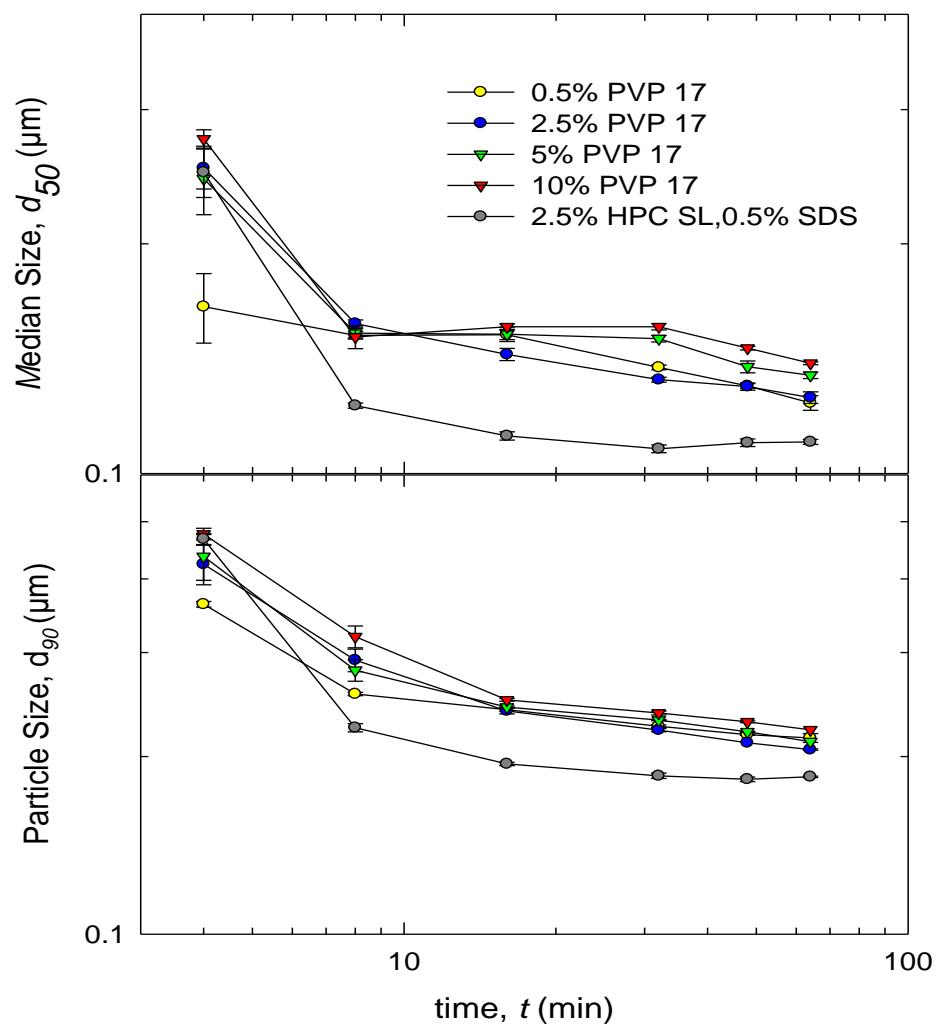 Median Size, d50 (µm)
0.5% PVP 17
2.5% PVP 17
5% PVP 17
10% PVP 17
2.5% HPC SL,0.5% SDS
0.1
Particle Size, d90 (µm)
0.1
10
100
time, t (min)